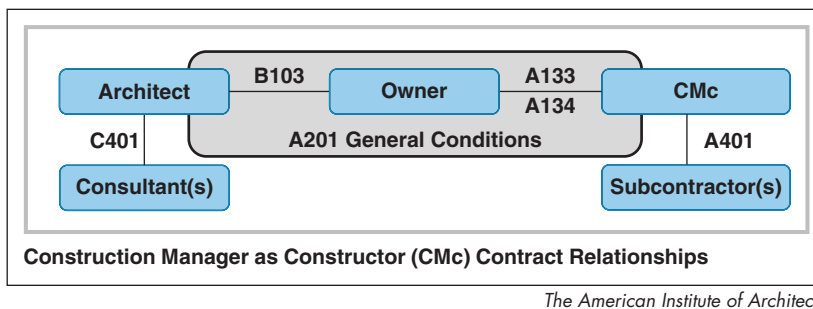 Architect B103 Owner A133 CMc
A134
C401 A201 General Conditions A401
Consultant(s) Subcontractor(s)
Construction Manager as Constructor (CMc) Contract Relationships
The American Institute of Architec